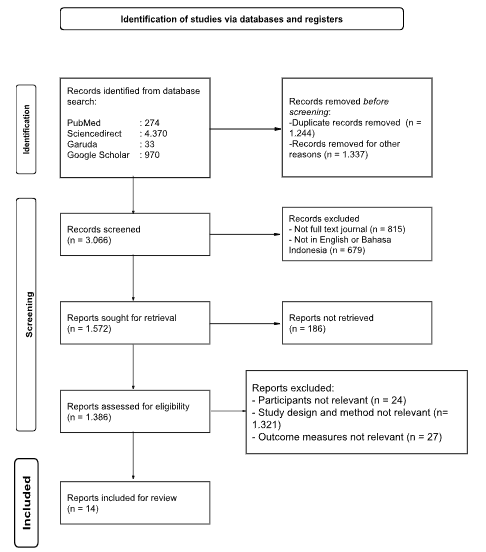 Identification of studies via databases and registers
Identification
Records identified from database
search:
PubMed : 274
Sciencedirect : 4.370
Garuda : 33
Google Scholar : 970
Records removed before
screening:
-Duplicate records removed (n =
1.244)
-Records removed for other
reasons (n = 1.337)
Screening
Records screened
(n = 3.066)
Records excluded
- Not full text journal (n = 815)
- Not in English or Bahasa
Indonesia (n = 679)
Reports sought for retrieval
(n = 1.572)
Reports not retrieved
(n = 186)
Reports assessed for eligibility
(n = 1.386)
Reports excluded:
- Participants not relevant (n = 24)
- Study design and method not relevant (n=
1.321)
- Outcome measures not relevant (n = 27)
Included
Reports included for review
(n = 14)